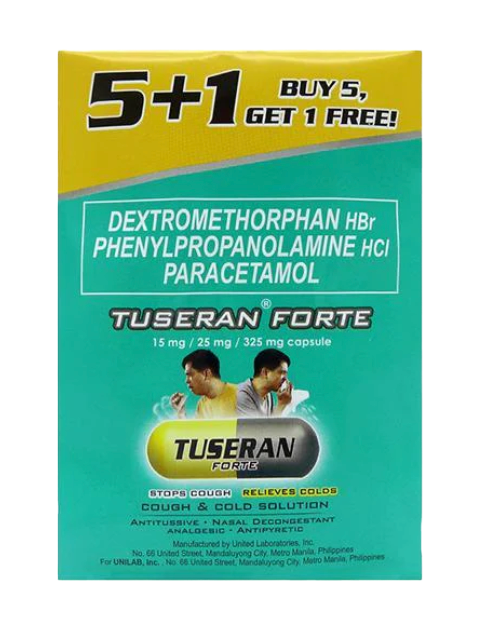 5+1 BUY 5,
GET 1 FREE!
DEXTROMETHORPHAN HBr
PHENYLPROPANOLAMINE HCl
PARACETAMOL
TUSERAN® FORTE
15 mg / 25 mg / 325 mg capsule
TUSERAN
FORTE
STOPS COUGH RELIEVES COLDS
COUGH & COLD SOLUTION
ANTITUSSIVE • NASAL DECONGESTANT
ANALGESIC • ANTIPYRETIC
Manufactured by United Laboratories, Inc.
No. 66 United Street, Mandaluyong City, Metro Manila, Philippines
For UNILAB, Inc. . No. 66 United Street, Mandaluyong City, Metro Manila, Philippines